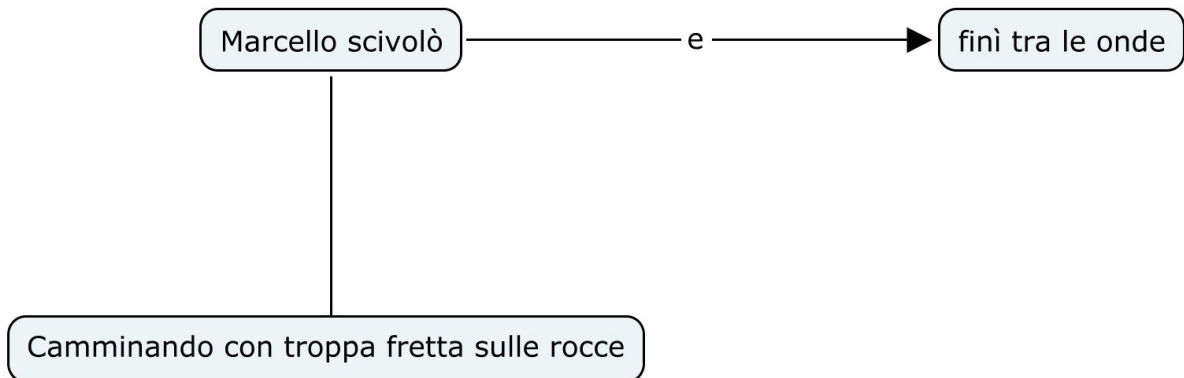 Marcello scivolò
e
finì tra le onde
Camminando con troppa fretta sulle rocce